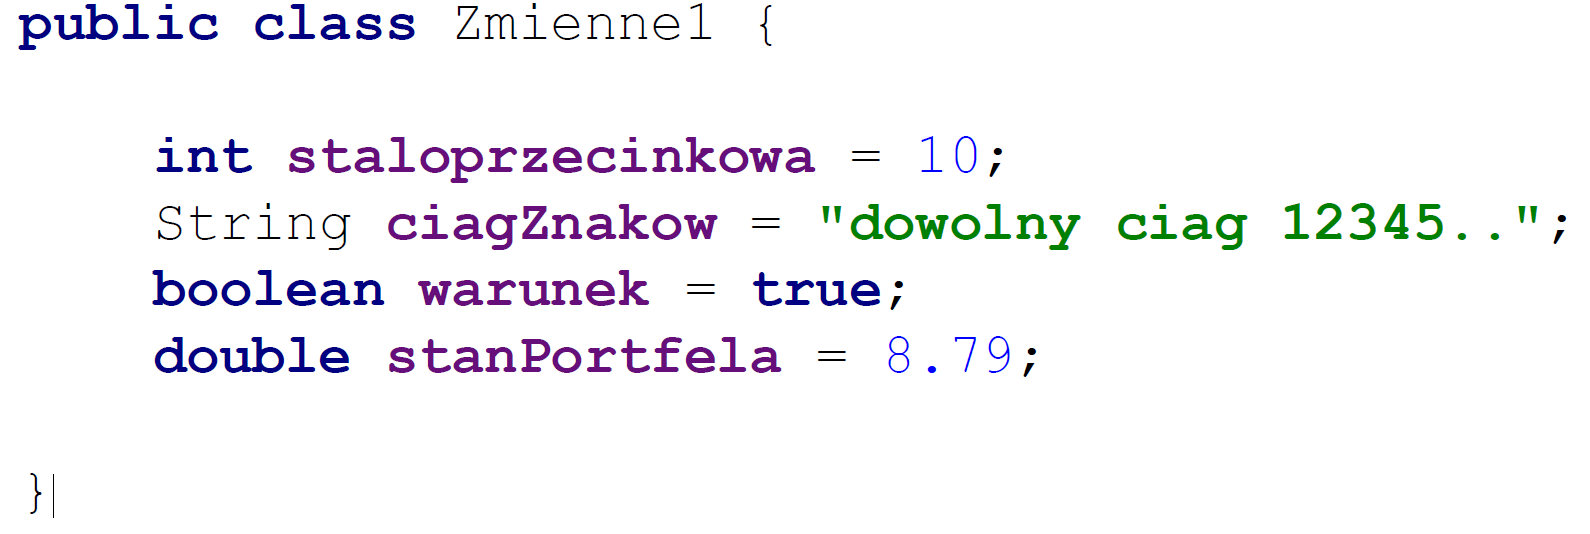 public class Zmienne1 {
int staloprzecinkowa = 10;
String ciagZnakow = "dowolny ciag 12345..";
boolean warunek = true;
double stanPortfela = 8.79;
}